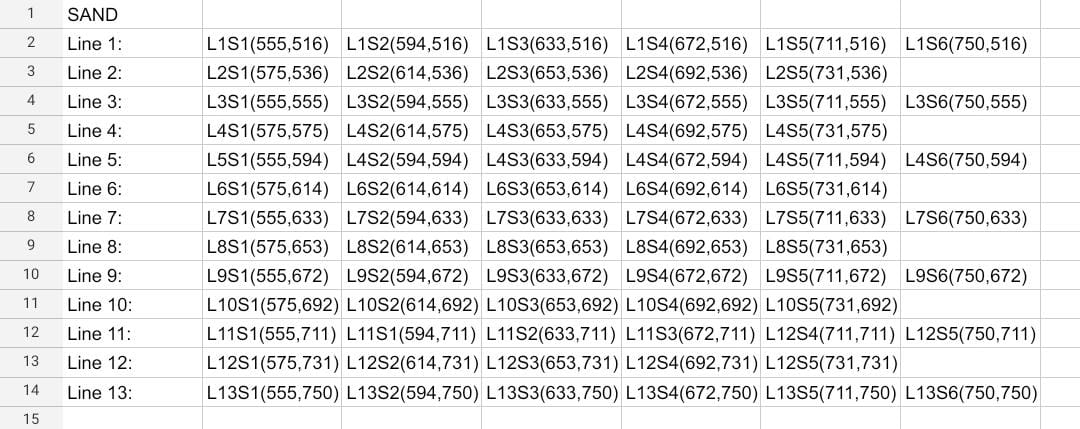 1 SAND
2 Line 1: L1S1(555,516) L1S2(594,516) L1S3(633,516) L1S4(672,516) L1S5(711,516) L1S6(750,516)
3 Line 2: L2S1(575,536) L2S2(614,536) L2S3(653,536) L2S4(692,536) L2S5(731,536)
4 Line 3: L3S1(555,555) L3S2(594,555) L3S3(633,555) L3S4(672,555) L3S5(711,555) L3S6(750,555)
5 Line 4: L4S1(575,575) L4S2(614,575) L4S3(653,575) L4S4(692,575) L4S5(731,575)
6 Line 5: L5S1(555,594) L4S2(594,594) L4S3(633,594) L4S4(672,594) L4S5(711,594) L4S6(750,594)
7 Line 6: L6S1(575,614) L6S2(614,614) L6S3(653,614) L6S4(692,614) L6S5(731,614)
8 Line 7: L7S1(555,633) L7S2(594,633) L7S3(633,633) L7S4(672,633) L7S5(711,633) L7S6(750,633)
9 Line 8: L8S1(575,653) L8S2(614,653) L8S3(653,653) L8S4(692,653) L8S5(731,653)
10 Line 9: L9S1(555,672) L9S2(594,672) L9S3(633,672) L9S4(672,672) L9S5(711,672) L9S6(750,672)
11 Line 10: L10S1(575,692) L10S2(614,692) L10S3(653,692) L10S4(692,692) L10S5(731,692)
12 Line 11: L11S1(555,711) L11S1(594,711) L11S2(633,711) L11S3(672,711) L12S4(711,711) L12S5(750,711)
13 Line 12: L12S1(575,731) L12S2(614,731) L12S3(653,731) L12S4(692,731) L12S5(731,731)
14 Line 13: L13S1(555,750) L13S2(594,750) L13S3(633,750) L13S4(672,750) L13S5(711,750) L13S6(750,750)
15